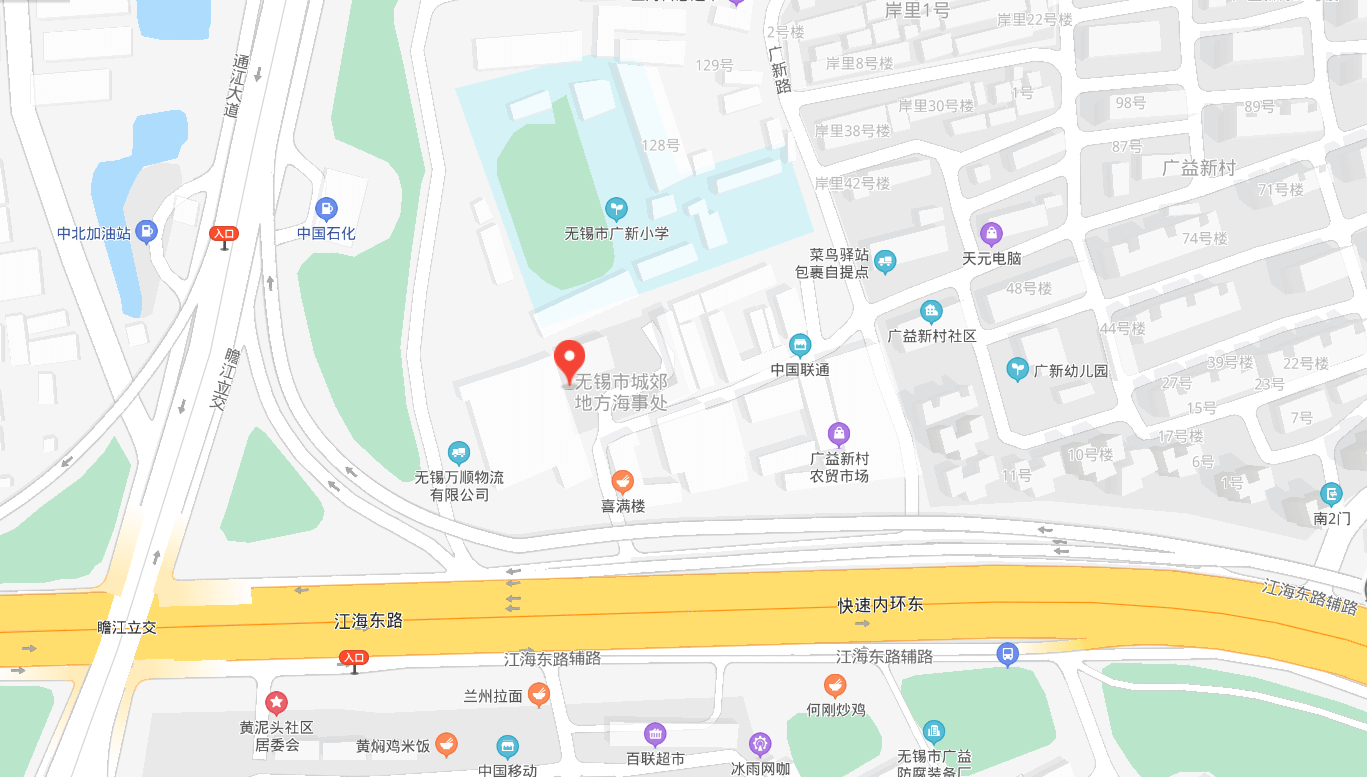 岸里1号
岸里22号楼
2号楼
广新路
129号
岸里8号楼
1号
98号
89号
岸里30号楼
岸里38号楼
87号
128号
广益新村
71号楼
岸里42号楼
通江大道
中北加油站
入口
中国石化
无锡市广新小学
菜鸟驿站
包裹自提点
天元电脑
74号楼
48号楼
广益新村社区
44号楼
中国联通
广新幼儿园
39号楼
22号楼
27号
23号
无锡市城郊
地方海事处
瞻江立交
15号
7号
17号楼
广益新村
农贸市场
10号楼
6号
11号
1号
无锡万顺物流
有限公司
喜满楼
南2门
江海东路辅路
快速内环东
江海东路
瞻江立交
入口
江海东路辅路
江海东路辅路
兰州拉面
何刚炒鸡
黄泥头社区
居委会
黄焖鸡米饭
中国移动
百联超市
冰雨网咖
无锡市广益
防腐装备厂